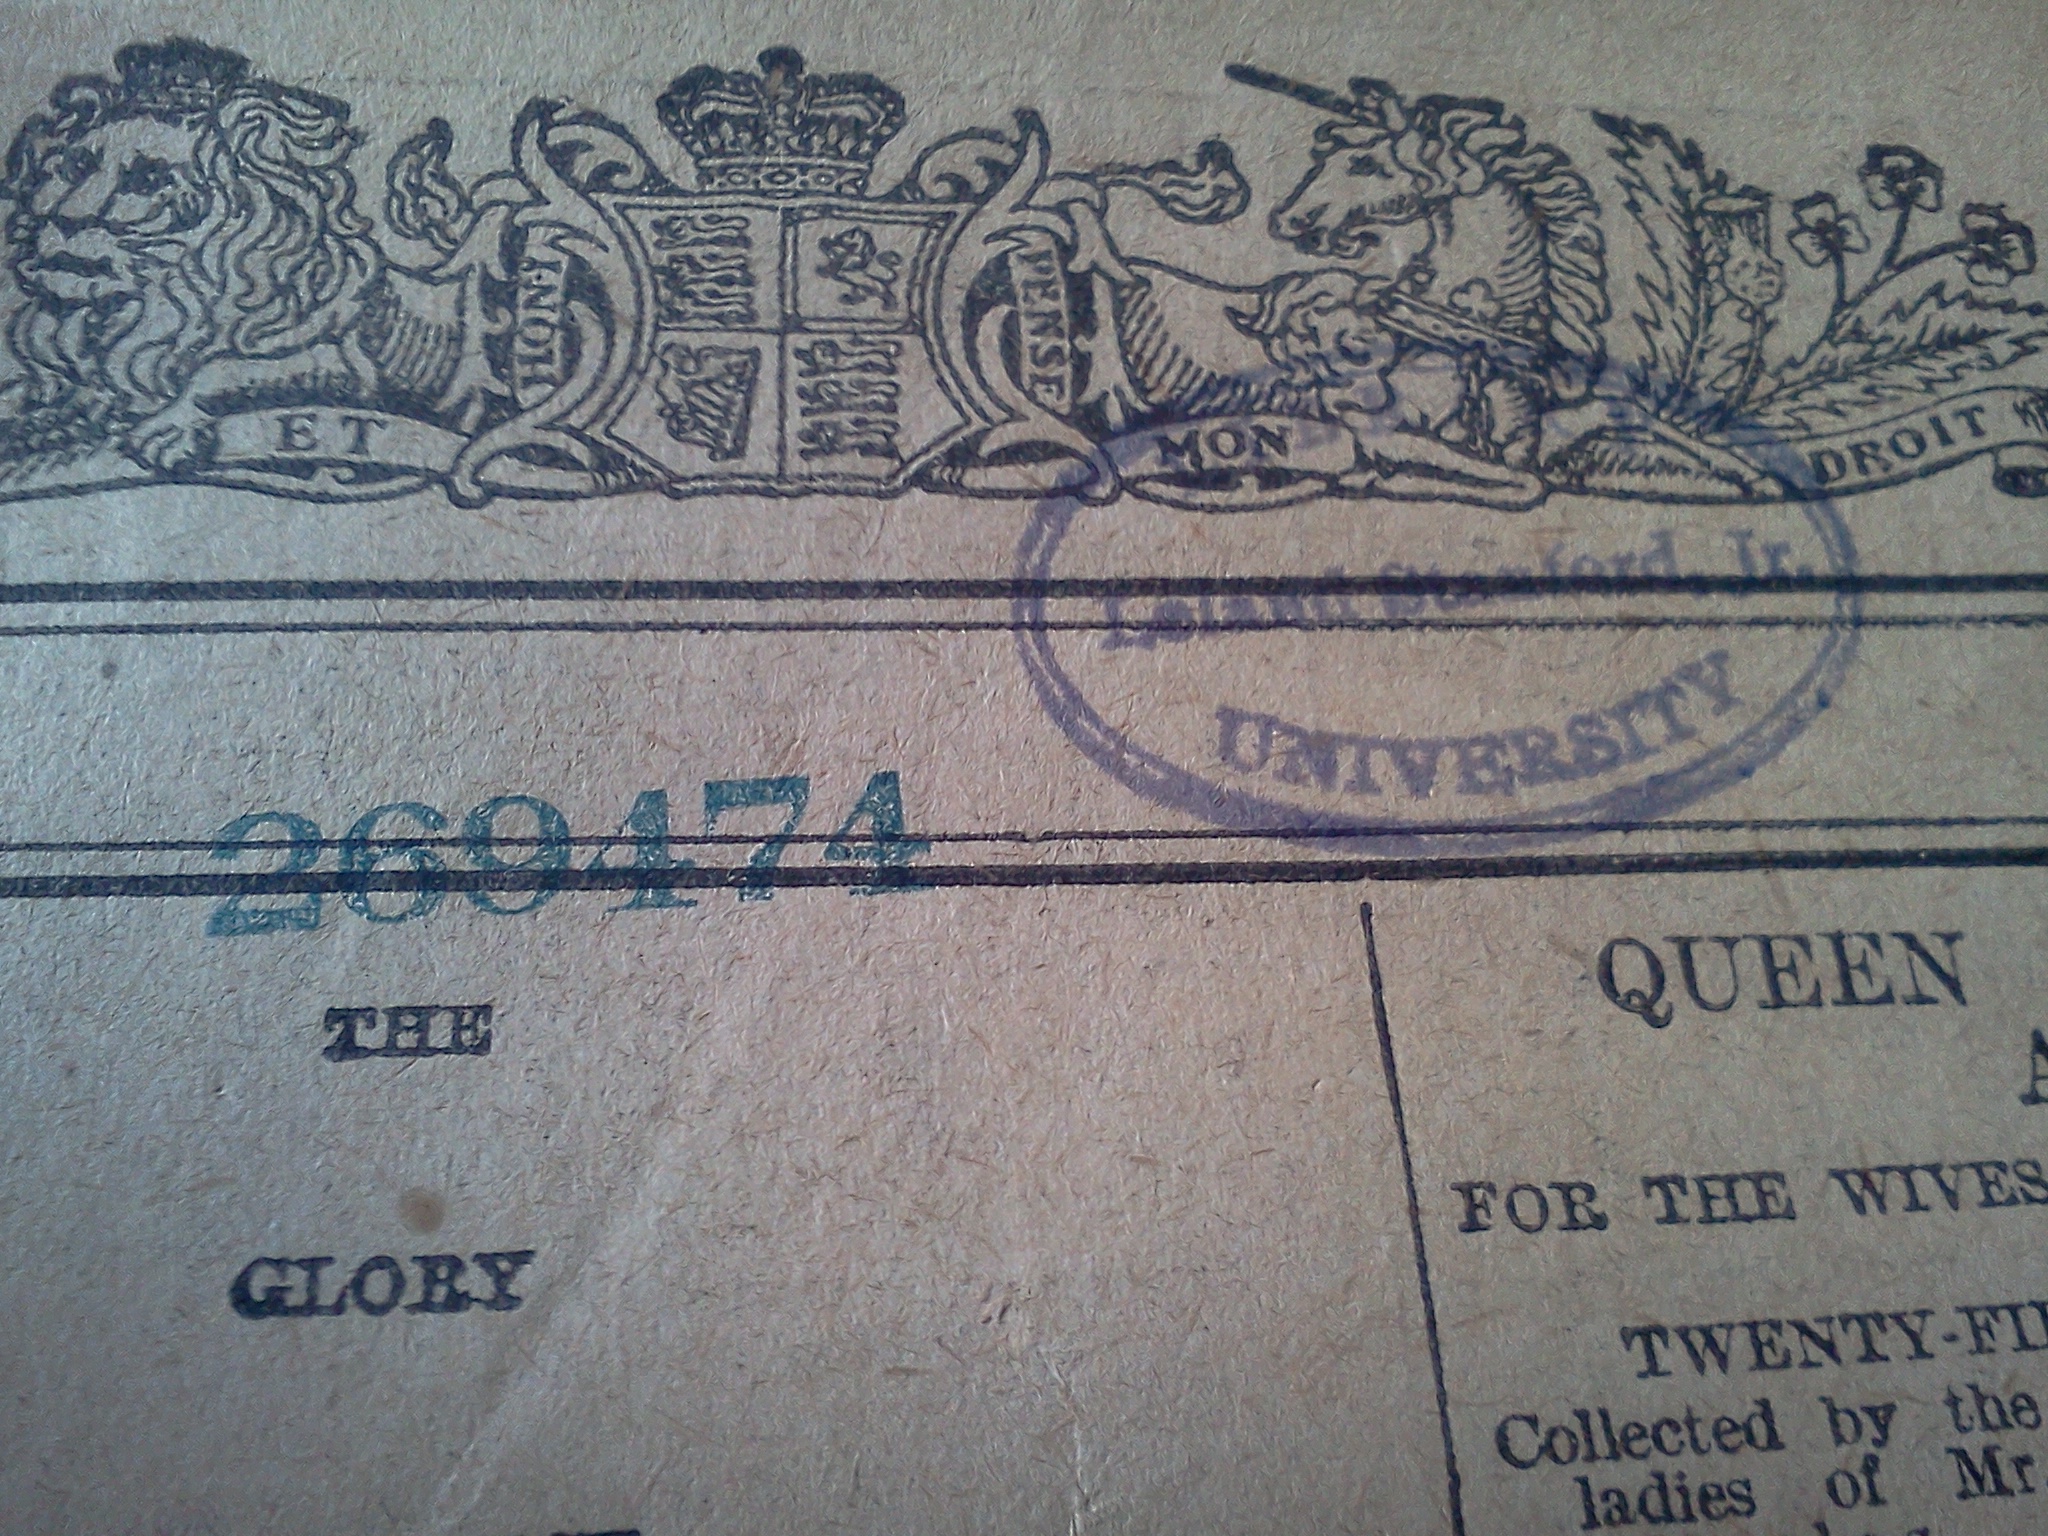 HONI
PENSE
ET
MON
DROIT
Leland Stanford Jr.
UNIVERSITY
269474
THE
GLORY
QUEEN
A
FOR THE WIVES
TWENTY-FI
Collected by the
ladies of Mr.